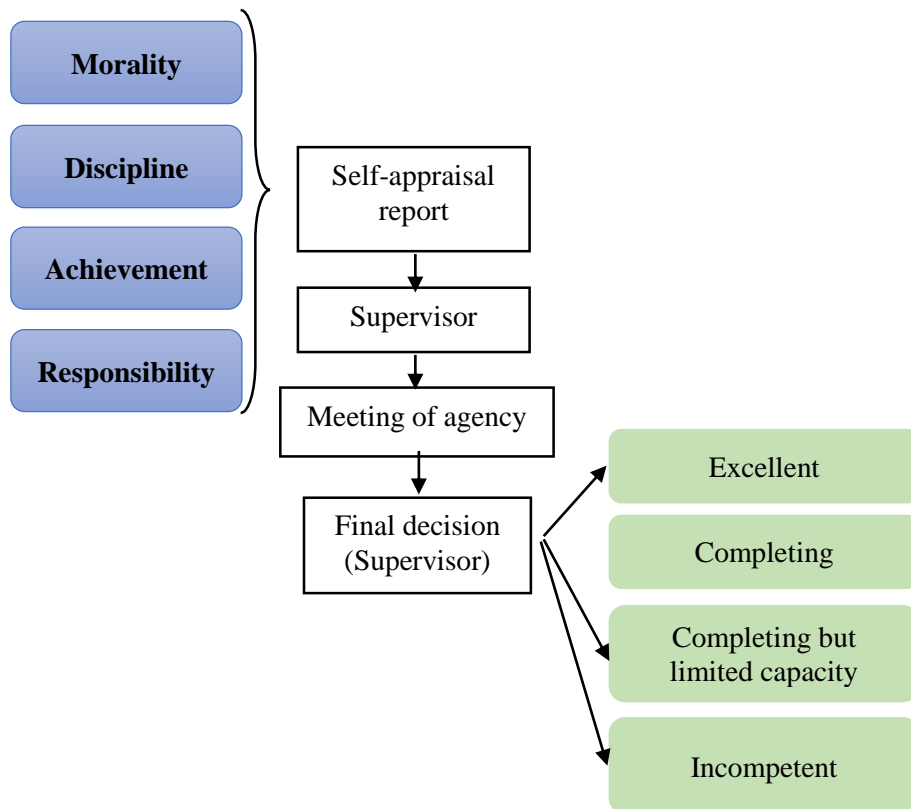 Morality
Discipline
Achievement
Responsibility
Self-appraisal
report
Supervisor
Meeting of agency
Final decision
(Supervisor)
Excellent
Completing
Completing but
limited capacity
Incompetent